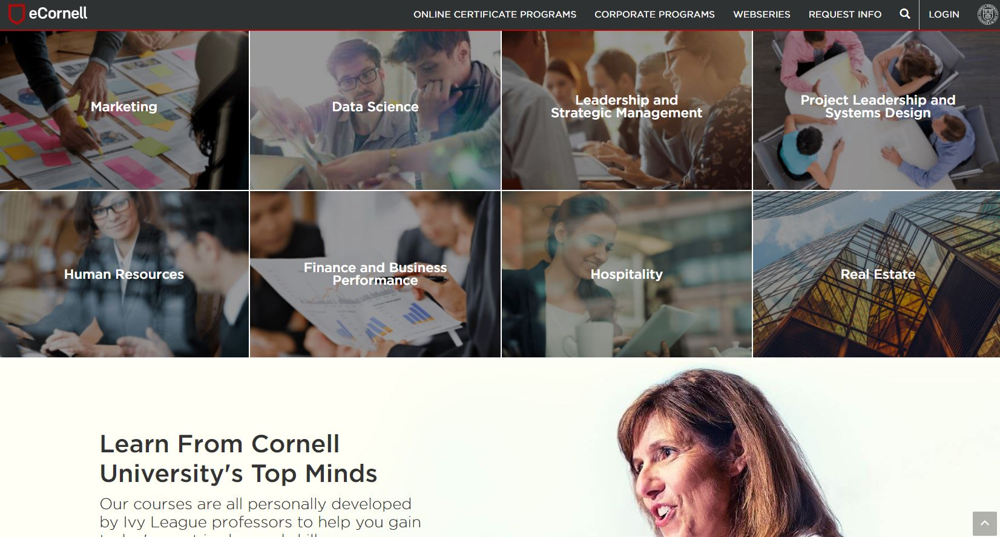 eCornell
ONLINE CERTIFICATE PROGRAMS
CORPORATE PROGRAMS
WEBSERIES
REQUEST INFO
LOGIN
Marketing
Data Science
Leadership and
Strategic Management
Project Leadership and
Systems Design
Human Resources
Finance and Business
Performance
Hospitality
Real Estate
Learn From Cornell
University's Top Minds
Our courses are all personally developed
by Ivy League professors to help you gain